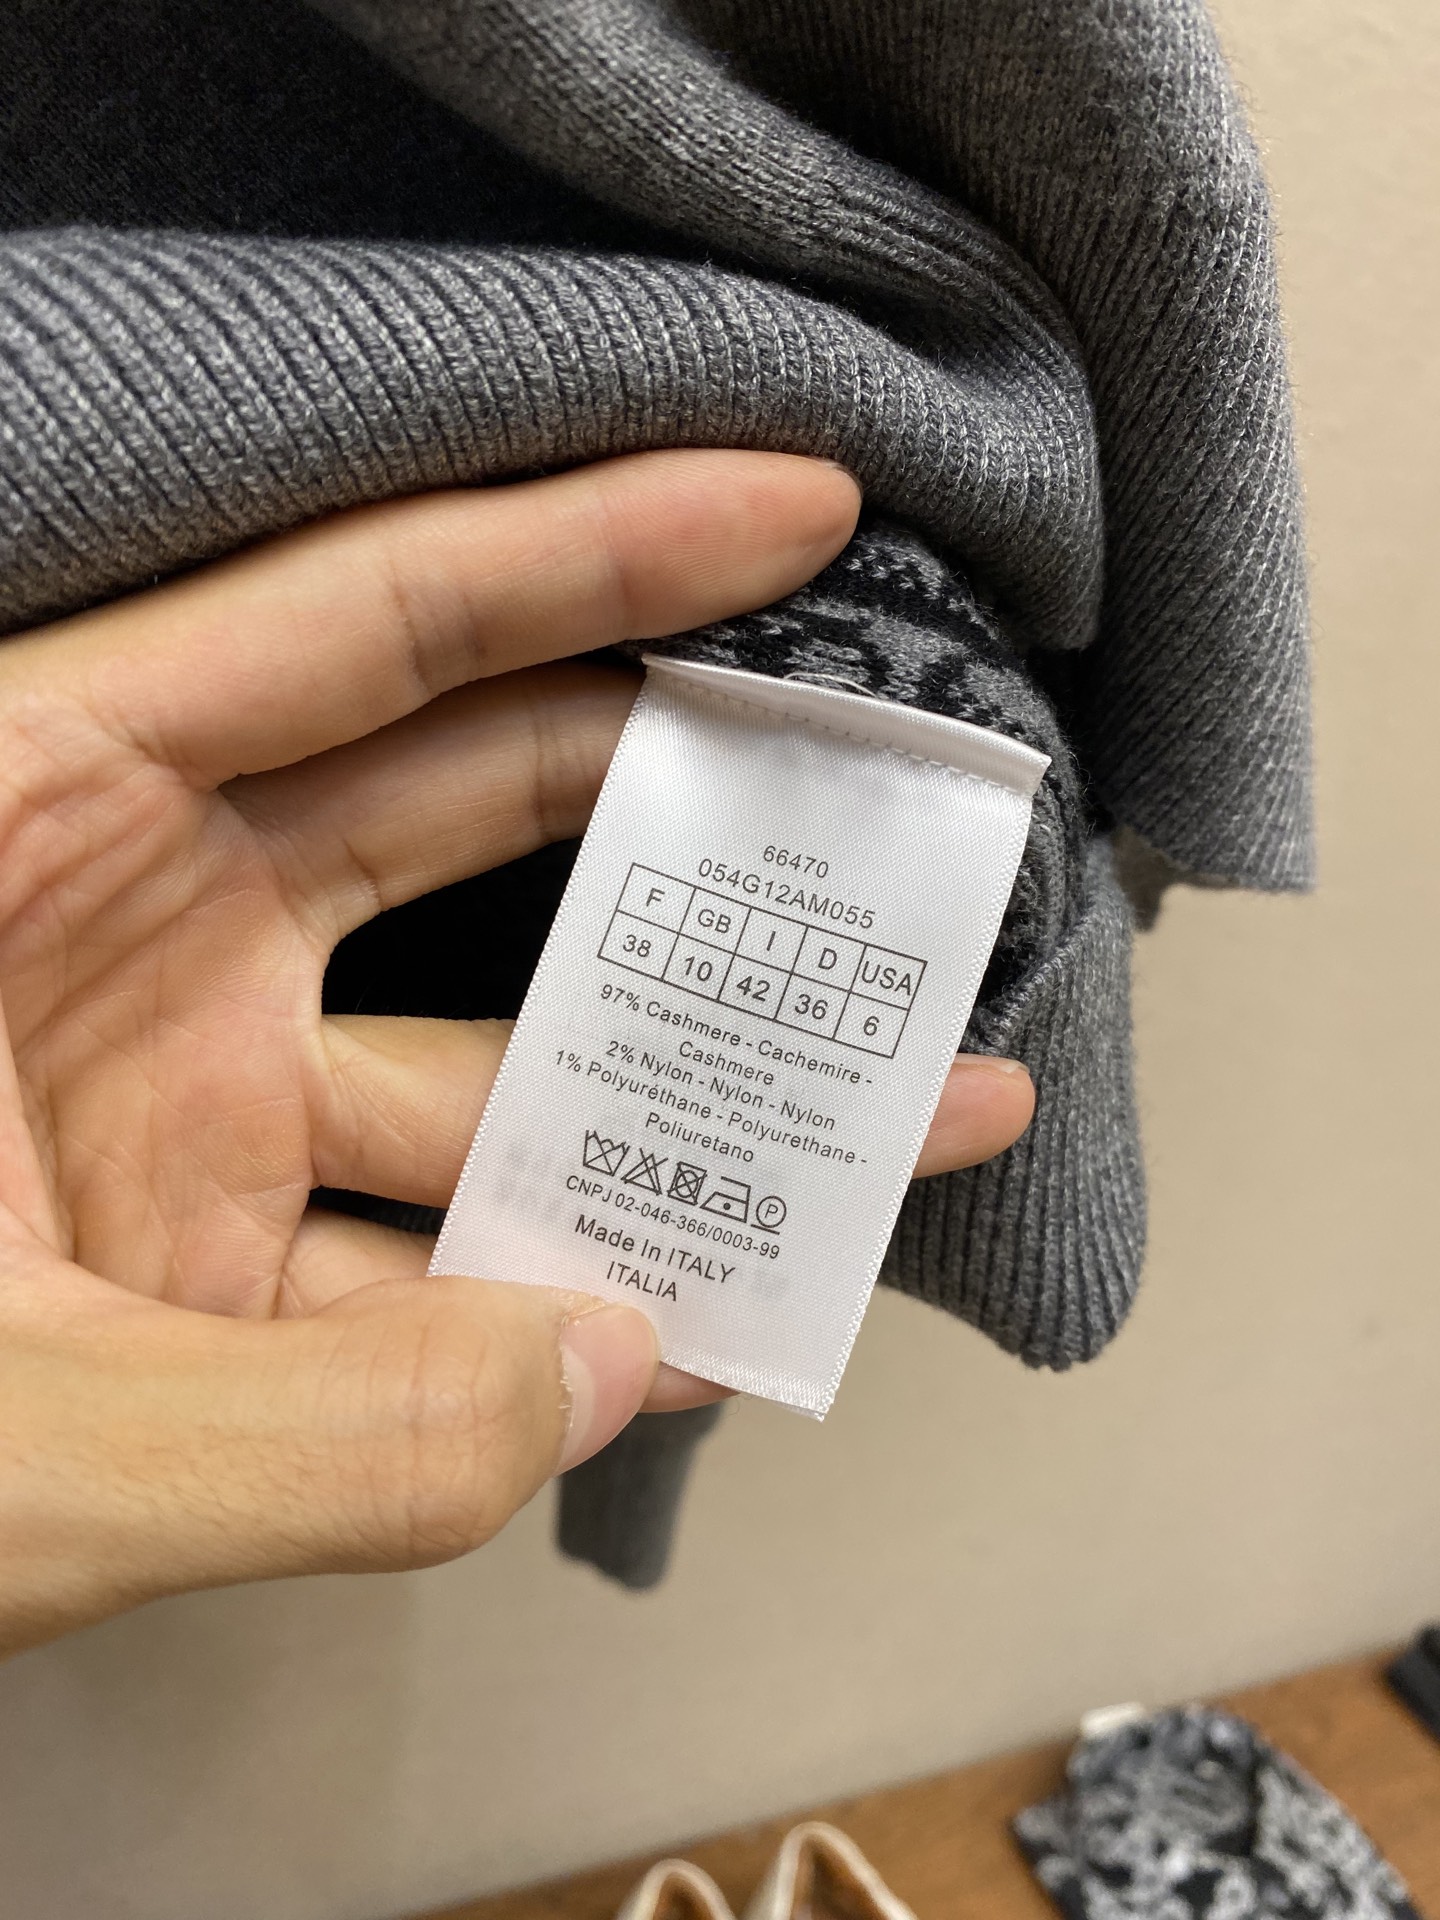 66470
054G12AM055
F GB I D USA
38 10 42 36 6
97% Cashmere - Cachemire -
Cashmere
2% Nylon - Nylon - Nylon
1% Polyuréthane - Polyurethane -
Poliuretano
P
CNPJ 02-046-366/0003-99
Made In ITALY
ITALIA